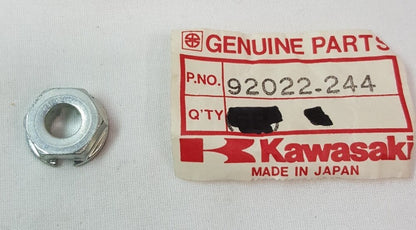 GENUINE PARTS
P.NO. 92022-244
Q'TY
Kawasaki
MADE IN JAPAN